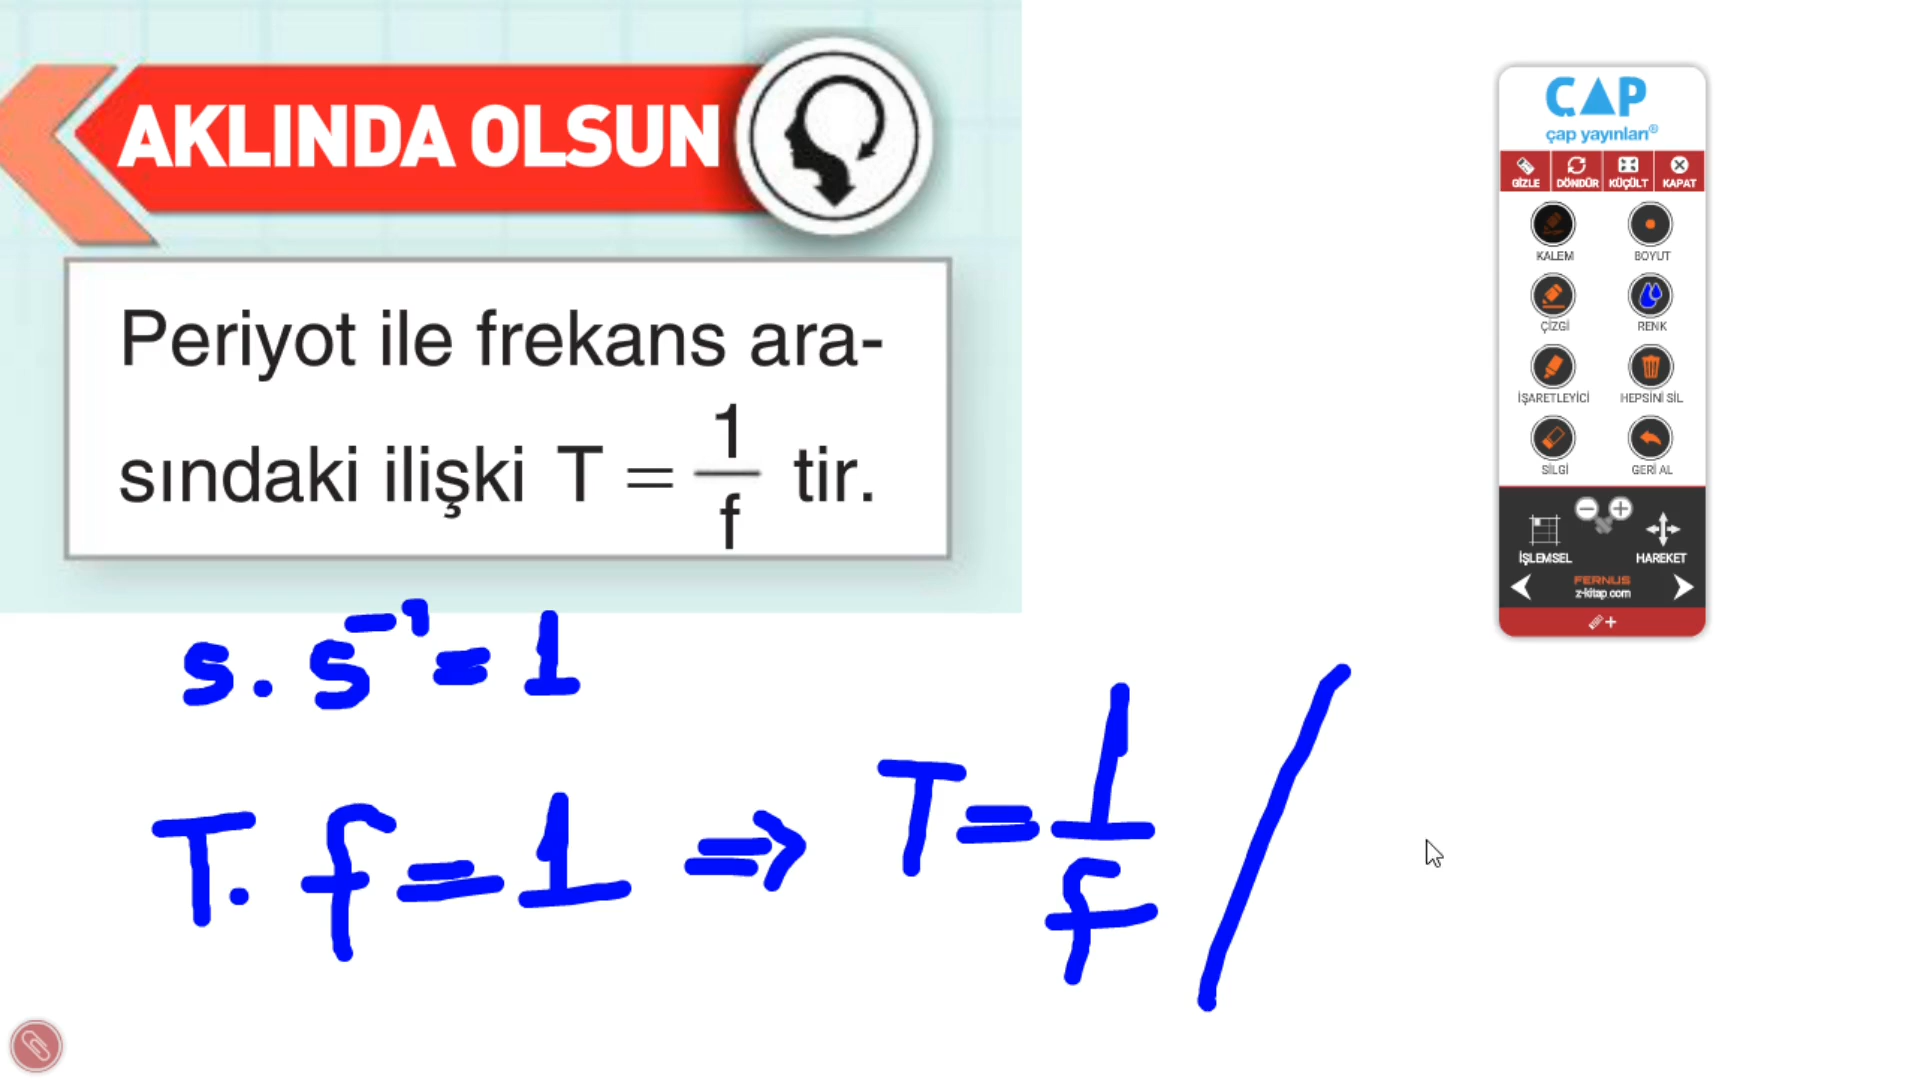 AKLINDA OLSUN
Periyot ile frekans ara-
sındaki ilişki T = 1/f tir.
s . s⁻¹ = 1
T . f = 1 ⇒ T = 1/f /
ÇAP
çap yayınları®
GİZLE DÖNDÜR KÜÇÜLT KAPAT
KALEM BOYUT
ÇİZGİ RENK
İŞARETLEYİCİ HEPSİNİ SİL
SİLGİ GERİ AL
İŞLEMSEL HAREKET
FERNUS
z-kitap.com